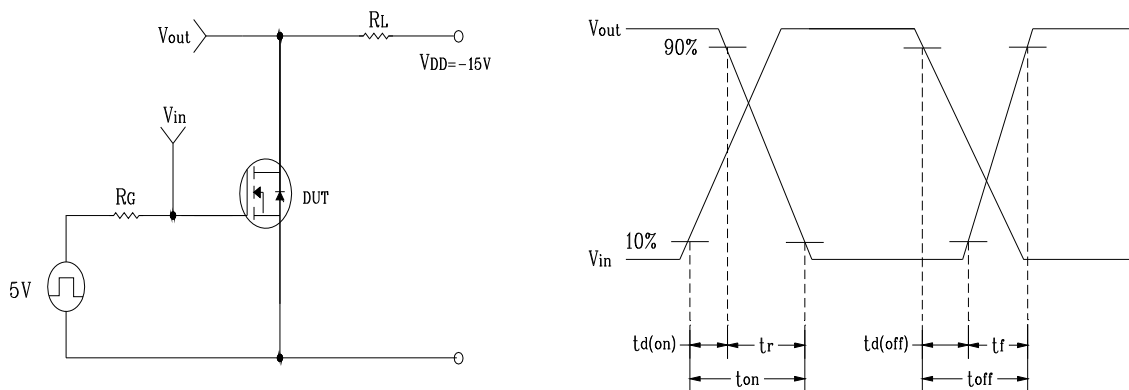 Vout
RL
VDD=-15V
Vin
RG
DUT
5V
Vout
90%
10%
Vin
td(on)
tr
td(off)
tf
ton
toff